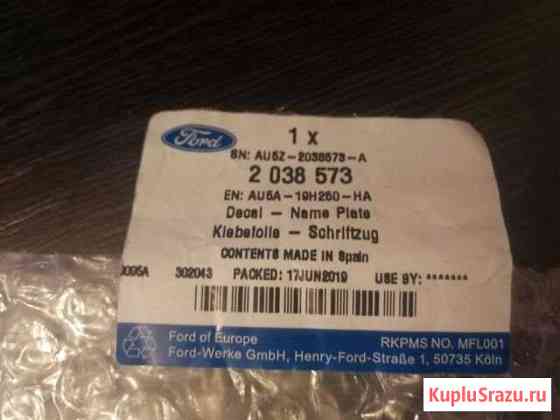 Ford
1 x
SN: AU5Z-2038573-A
2 038 573
EN: AU5A-19H250-HA
Decal - Name Plate
Klebefolie - Schriftzug
CONTENTS MADE IN Spain
302043 PACKED: 17JUN2019 USE BY: *******
Ford of Europe
Ford-Werke GmbH, Henry-Ford-Straße 1, 50735 Köln
RKPMS NO. MFL001
KupluSrazu.ru